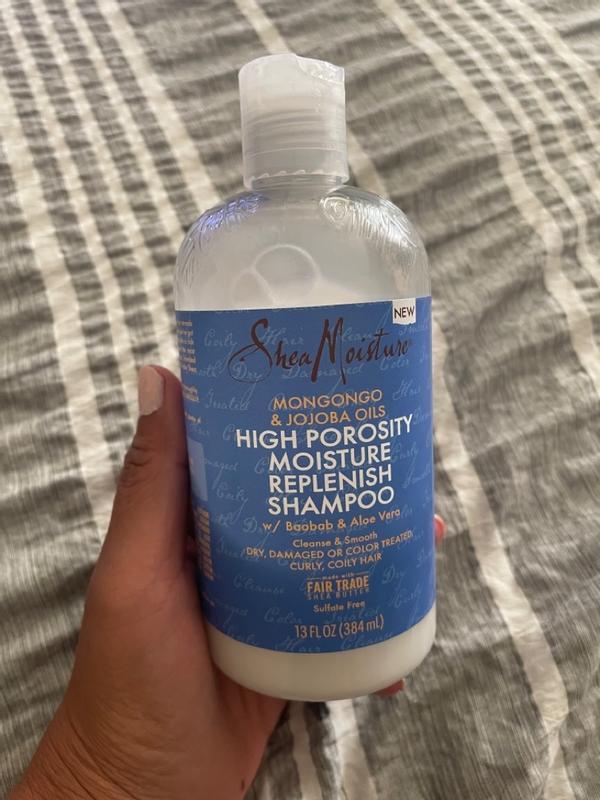 NEW
SheaMoisture
MONGONGO
& JOJOBA OILS
HIGH POROSITY
MOISTURE
REPLENISH
SHAMPOO
w/ Baobab & Aloe Vera
Cleanse & Smooth
DRY, DAMAGED OR COLOR TREATED
CURLY, COILY HAIR
made with
FAIR TRADE
SHEA BUTTER
Sulfate Free
13 FL OZ (384 mL)